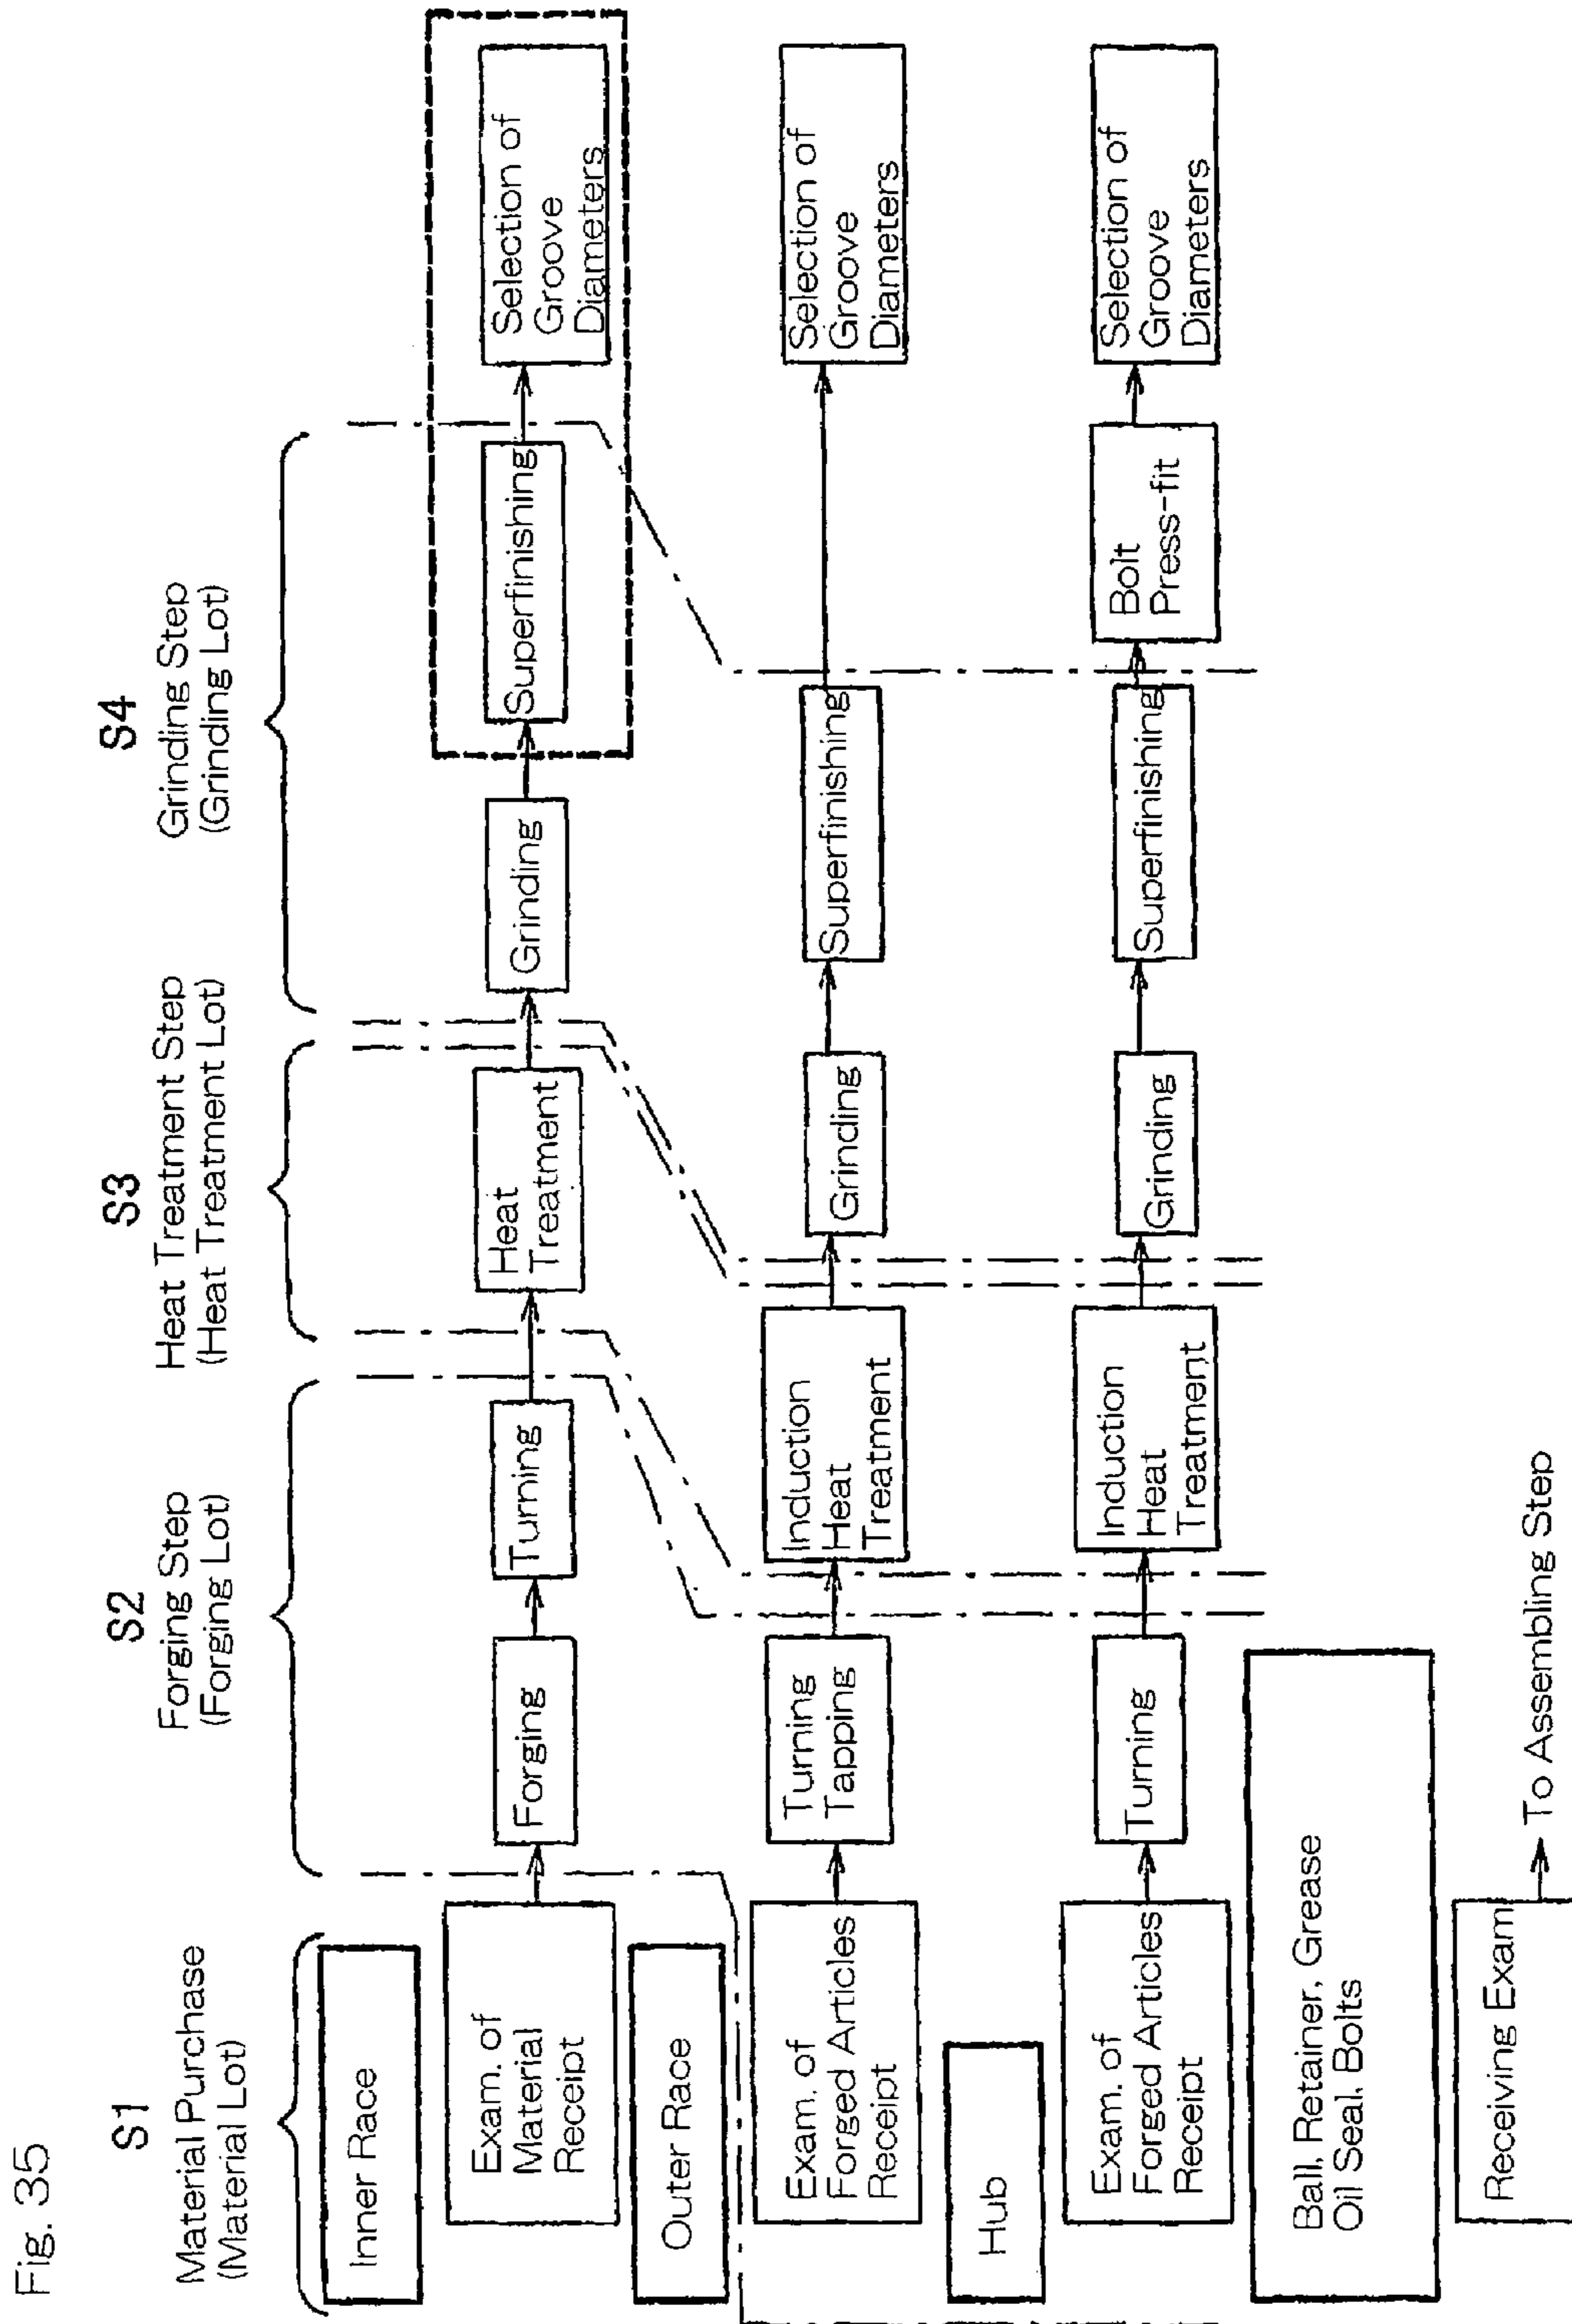 Fig. 35
S1
Material Purchase
(Material Lot)
S2
Forging Step
(Forging Lot)
S3
Heat Treatment Step
(Heat Treatment Lot)
S4
Grinding Step
(Grinding Lot)
Inner Race
Exam. of
Material
Receipt
Forging
Turning
Heat
Treatment
Grinding
Superfinishing
Selection of
Groove
Diameters
Outer Race
Exam. of
Forged Articles
Receipt
Turning
Tapping
Induction
Heat
Treatment
Grinding
Superfinishing
Selection of
Groove
Diameters
Hub
Exam. of
Forged Articles
Receipt
Turning
Induction
Heat
Treatment
Grinding
Superfinishing
Bolt
Press-fit
Selection of
Groove
Diameters
Ball, Retainer, Grease
Oil Seal, Bolts
Receiving Exam
To Assembling Step